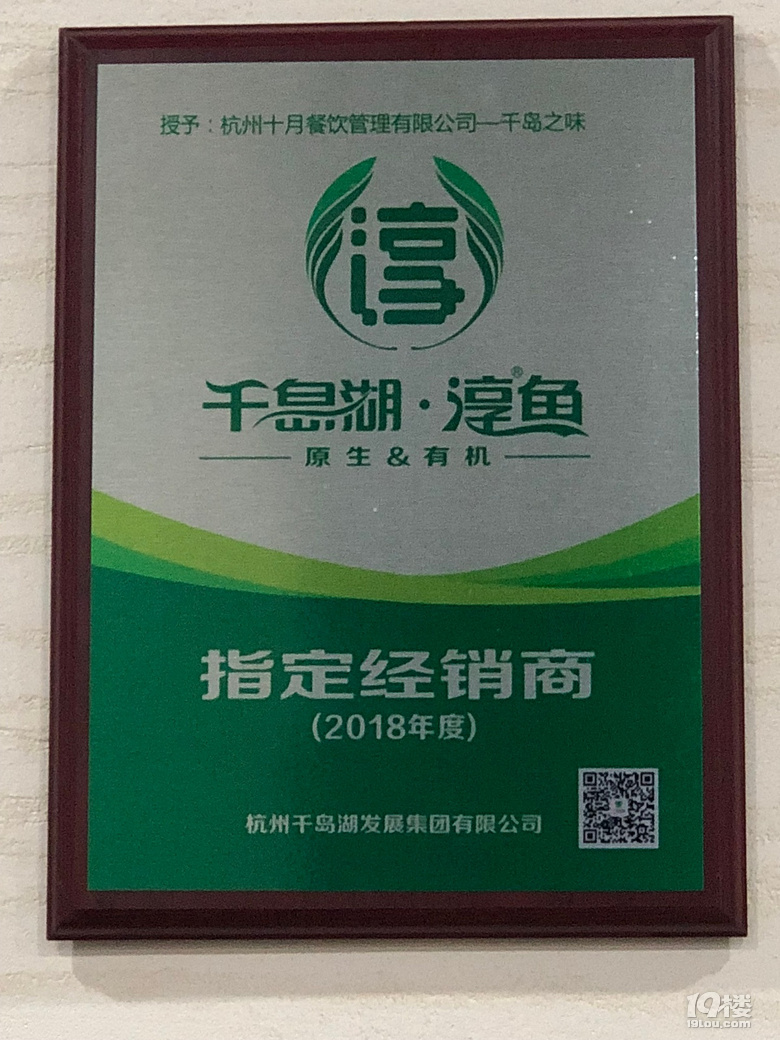 授予：杭州十月餐饮管理有限公司—千岛之味
淳
千岛湖·淳®鱼
原生&有机
指定经销商
(2018年度)
杭州千岛湖发展集团有限公司
19楼
19lou.com